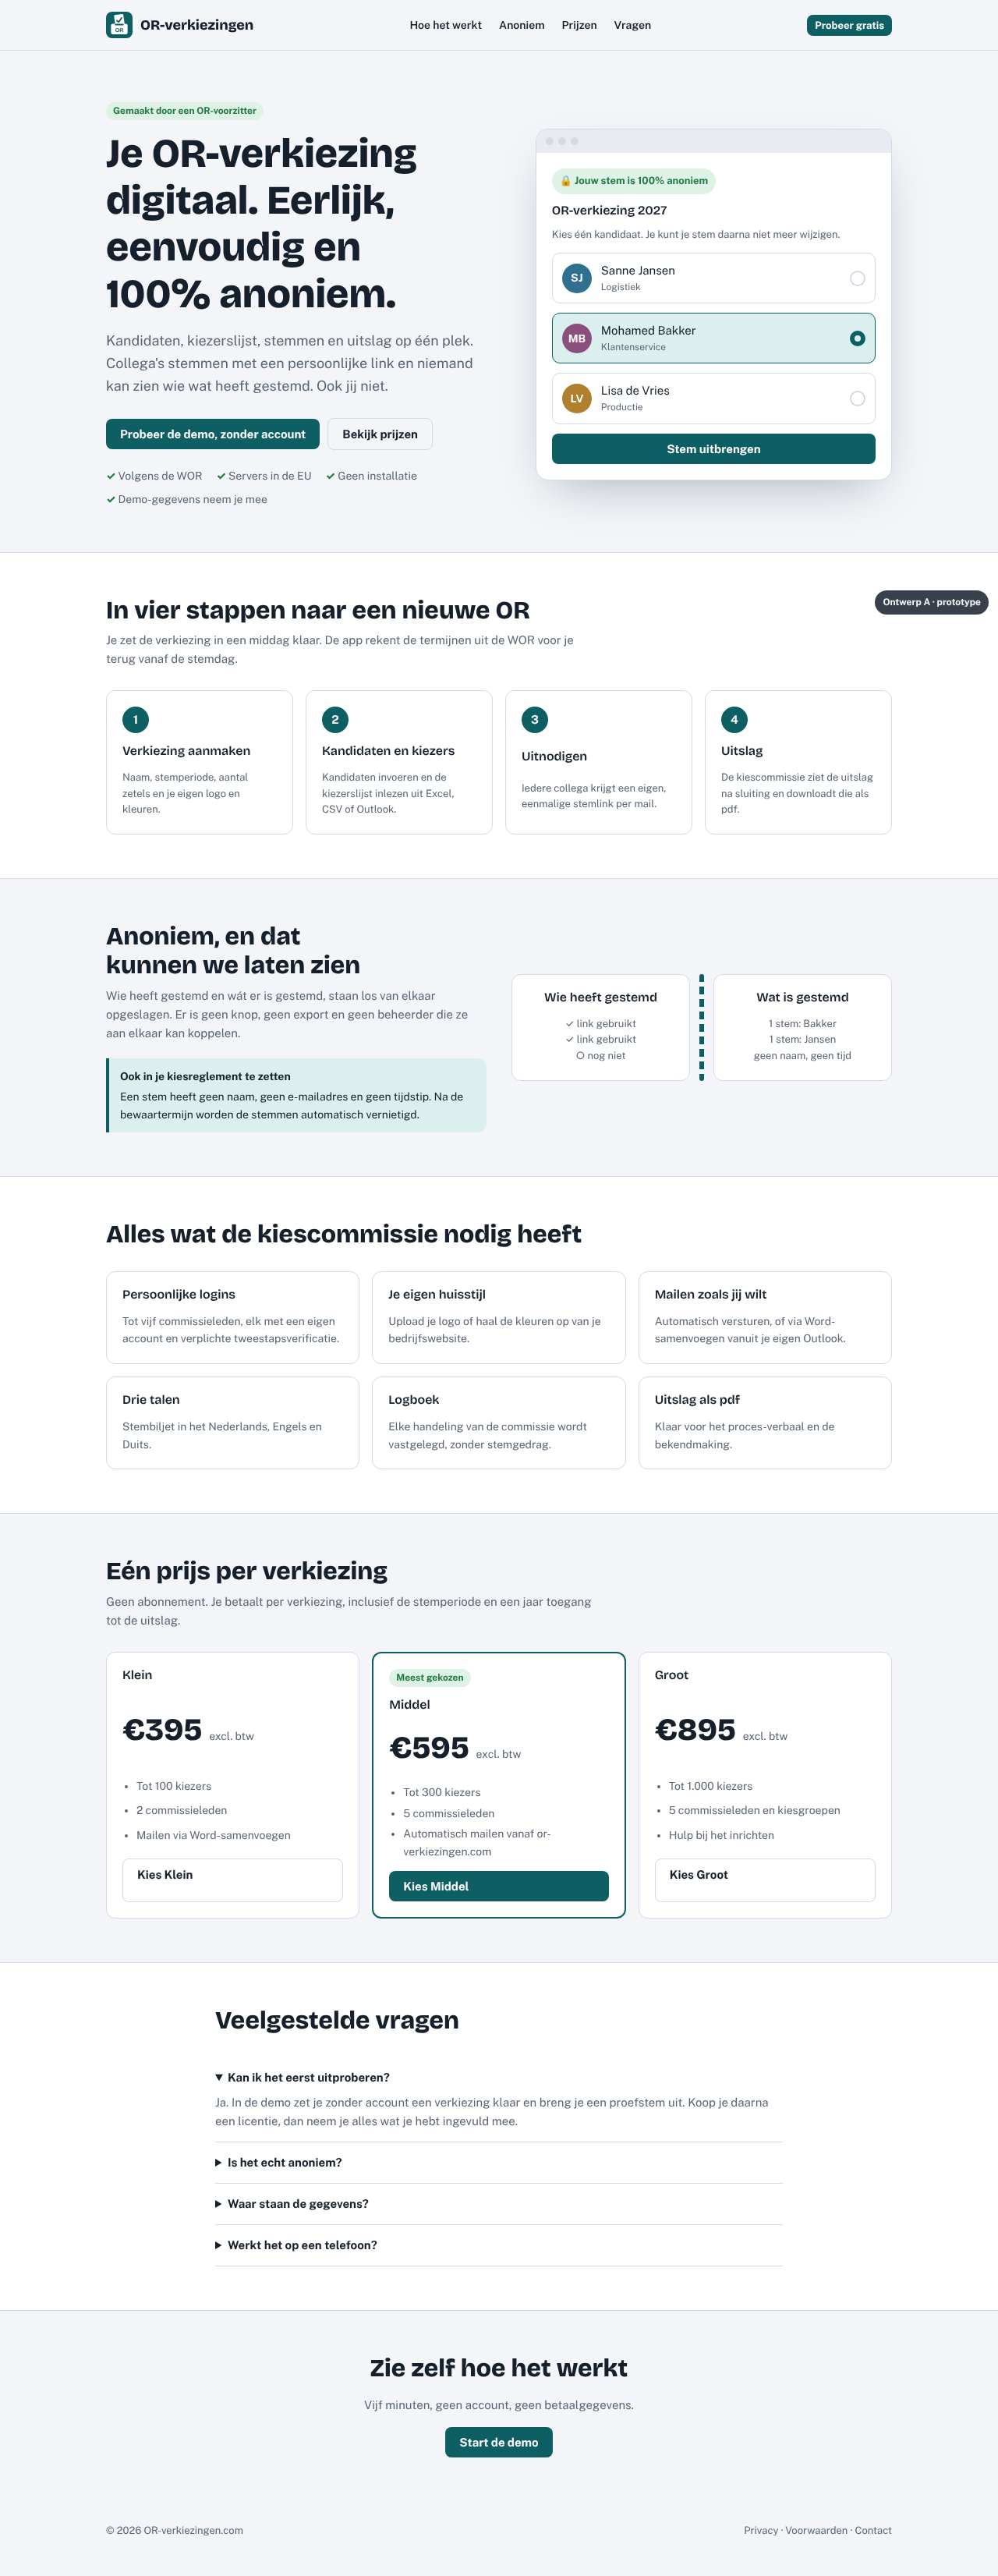 OR
OR-verkiezingen
Hoe het werkt
Anoniem
Prijzen
Vragen
Probeer gratis
Gemaakt door een OR-voorzitter
Je OR-verkiezing
digitaal. Eerlijk,
eenvoudig en
100% anoniem.
Kandidaten, kiezerslijst, stemmen en uitslag op één plek.
Collega's stemmen met een persoonlijke link en niemand
kan zien wie wat heeft gestemd. Ook jij niet.
Probeer de demo, zonder account
Bekijk prijzen
✓ Volgens de WOR
✓ Servers in de EU
✓ Geen installatie
✓ Demo-gegevens neem je mee
🔒 Jouw stem is 100% anoniem
OR-verkiezing 2027
Kies één kandidaat. Je kunt je stem daarna niet meer wijzigen.
SJ
Sanne Jansen
Logistiek
MB
Mohamed Bakker
Klantenservice
LV
Lisa de Vries
Productie
Stem uitbrengen
In vier stappen naar een nieuwe OR
Ontwerp A · prototype
Je zet de verkiezing in een middag klaar. De app rekent de termijnen uit de WOR voor je
terug vanaf de stemdag.
1
Verkiezing aanmaken
Naam, stemperiode, aantal
zetels en je eigen logo en
kleuren.
2
Kandidaten en kiezers
Kandidaten invoeren en de
kiezerslijst inlezen uit Excel,
CSV of Outlook.
3
Uitnodigen
Iedere collega krijgt een eigen,
eenmalige stemlink per mail.
4
Uitslag
De kiescommissie ziet de uitslag
na sluiting en downloadt die als
pdf.
Anoniem, en dat
kunnen we laten zien
Wie heeft gestemd en wát er is gestemd, staan los van elkaar
opgeslagen. Er is geen knop, geen export en geen beheerder die ze
aan elkaar kan koppelen.
Ook in je kiesreglement te zetten
Een stem heeft geen naam, geen e-mailadres en geen tijdstip. Na de
bewaartermijn worden de stemmen automatisch vernietigd.
Wie heeft gestemd
✓ link gebruikt
✓ link gebruikt
○ nog niet
Wat is gestemd
1 stem: Bakker
1 stem: Jansen
geen naam, geen tijd
Alles wat de kiescommissie nodig heeft
Persoonlijke logins
Tot vijf commissieleden, elk met een eigen
account en verplichte tweestapsverificatie.
Je eigen huisstijl
Upload je logo of haal de kleuren op van je
bedrijfswebsite.
Mailen zoals jij wilt
Automatisch versturen, of via Word-
samenvoegen vanuit je eigen Outlook.
Drie talen
Stembiljet in het Nederlands, Engels en
Duits.
Logboek
Elke handeling van de commissie wordt
vastgelegd, zonder stemgedrag.
Uitslag als pdf
Klaar voor het proces-verbaal en de
bekendmaking.
Eén prijs per verkiezing
Geen abonnement. Je betaalt per verkiezing, inclusief de stemperiode en een jaar toegang
tot de uitslag.
Klein
€395 excl. btw
• Tot 100 kiezers
• 2 commissieleden
• Mailen via Word-samenvoegen
Kies Klein
Meest gekozen
Middel
€595 excl. btw
• Tot 300 kiezers
• 5 commissieleden
• Automatisch mailen vanaf or-
verkiezingen.com
Kies Middel
Groot
€895 excl. btw
• Tot 1.000 kiezers
• 5 commissieleden en kiesgroepen
• Hulp bij het inrichten
Kies Groot
Veelgestelde vragen
▼ Kan ik het eerst uitproberen?
Ja. In de demo zet je zonder account een verkiezing klaar en breng je een proefstem uit. Koop je daarna
een licentie, dan neem je alles wat je hebt ingevuld mee.
▶ Is het echt anoniem?
▶ Waar staan de gegevens?
▶ Werkt het op een telefoon?
Zie zelf hoe het werkt
Vijf minuten, geen account, geen betaalgegevens.
Start de demo
© 2026 OR-verkiezingen.com
Privacy · Voorwaarden · Contact